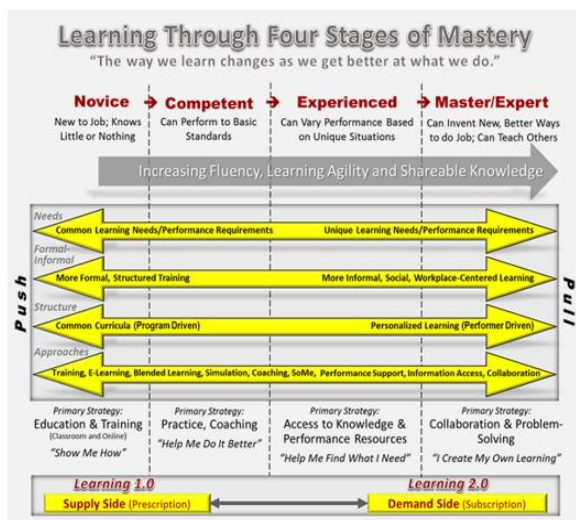 Learning Through Four Stages of Mastery
"The way we learn changes as we get better at what we do."
Novice
New to Job; Knows
Little or Nothing
Competent
Can Perform to Basic
Standards
Experienced
Can Vary Performance Based
on Unique Situations
Master/Expert
Can Invent New, Better Ways
to do Job; Can Teach Others
Increasing Fluency, Learning Agility and Shareable Knowledge
Push
Pull
Needs
Common Learning Needs/Performance Requirements
Unique Learning Needs/Performance Requirements
Formal-
Informal
More Formal, Structured Training
More Informal, Social, Workplace-Centered Learning
Structure
Common Curricula (Program Driven)
Personalized Learning (Performer Driven)
Approaches
Training, E-Learning, Blended Learning, Simulation, Coaching, SoMe, Performance Support, Information Access, Collaboration
Primary Strategy:
Education & Training
(Classroom and Online)
"Show Me How"
Primary Strategy:
Practice, Coaching
"Help Me Do It Better"
Primary Strategy:
Access to Knowledge &
Performance Resources
"Help Me Find What I Need"
Primary Strategy:
Collaboration & Problem-
Solving
"I Create My Own Learning"
Learning 1.0
Supply Side (Prescription)
Learning 2.0
Demand Side (Subscription)